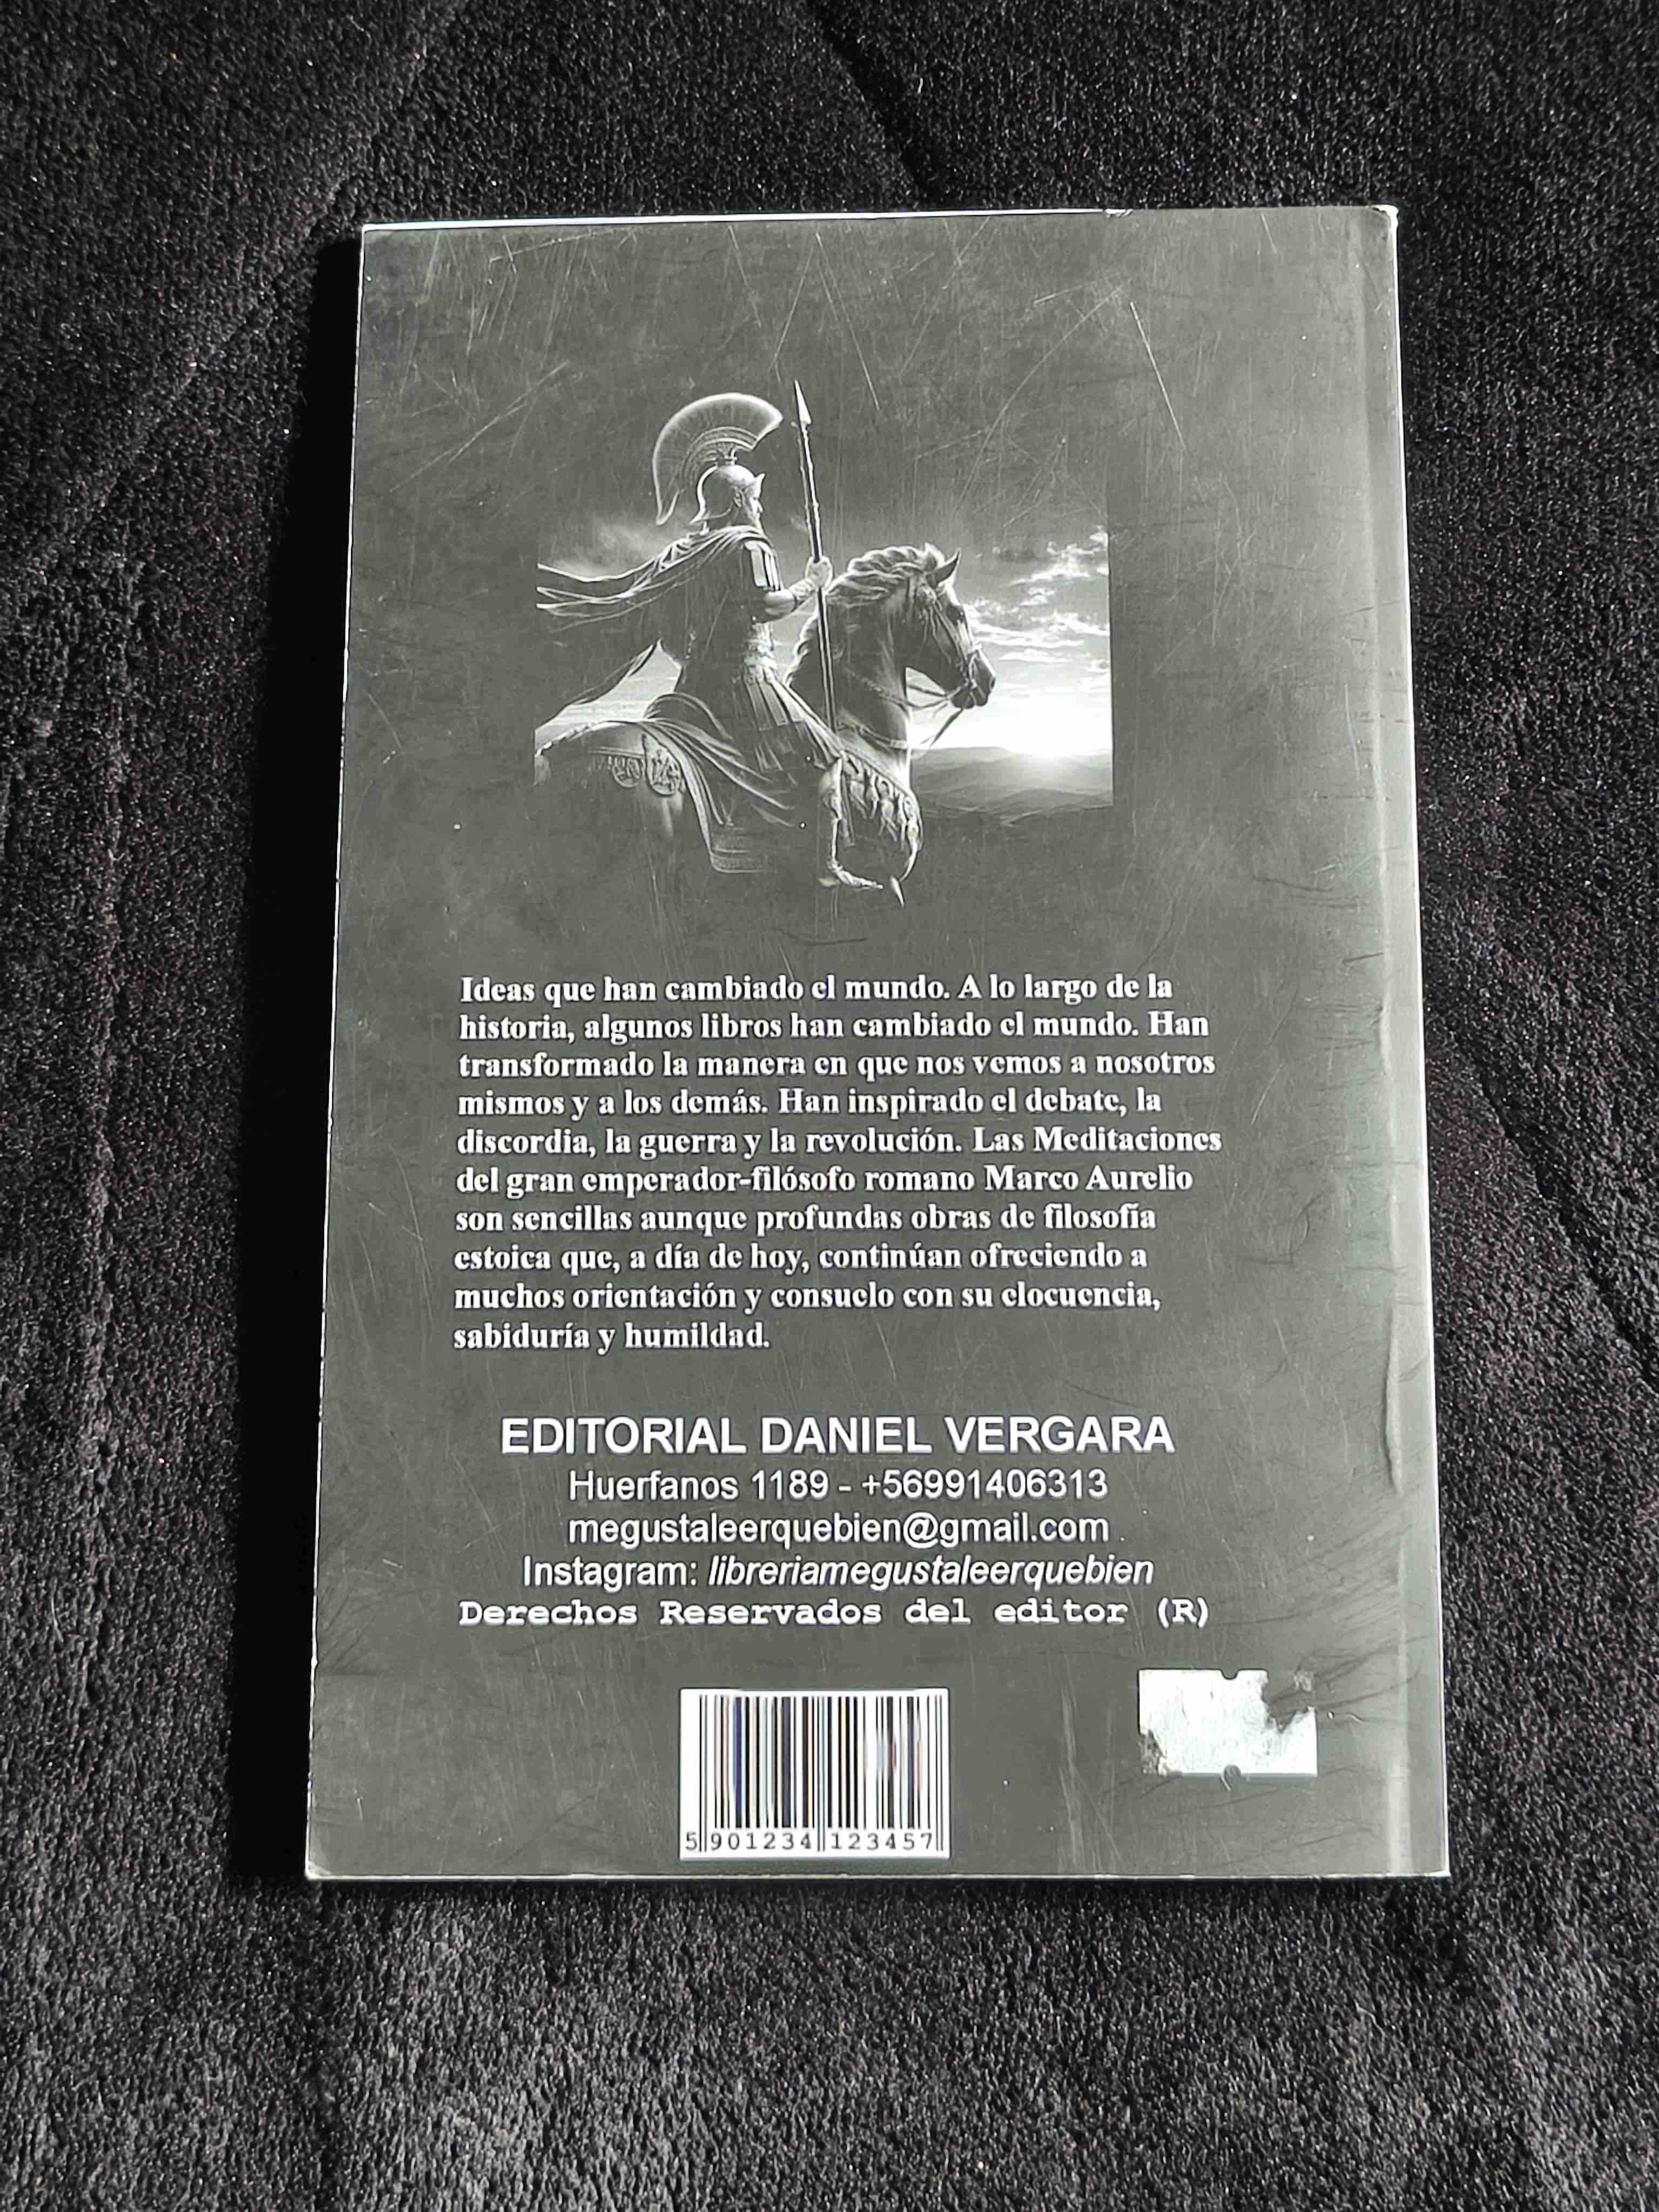 Ideas que han cambiado el mundo. A lo largo de la
historia, algunos libros han cambiado el mundo. Han
transformado la manera en que nos vemos a nosotros
mismos y a los demás. Han inspirado el debate, la
discordia, la guerra y la revolución. Las Meditaciones
del gran emperador-filósofo romano Marco Aurelio
son sencillas aunque profundas obras de filosofía
estoica que, a día de hoy, continúan ofreciendo a
muchos orientación y consuelo con su elocuencia,
sabiduría y humildad.
EDITORIAL DANIEL VERGARA
Huerfanos 1189 - +56991406313
megustaleerquebien@gmail.com
Instagram: libreriamegustaleerquebien
Derechos Reservados del editor (R)
5 901234 123457